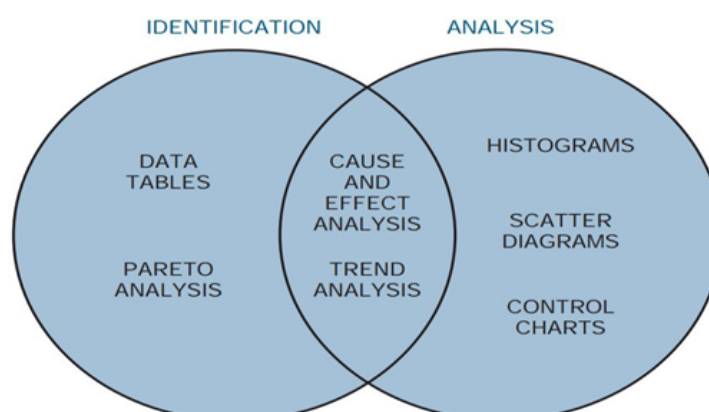 IDENTIFICATION
ANALYSIS
DATA
TABLES
PARETO
ANALYSIS
CAUSE
AND
EFFECT
ANALYSIS
TREND
ANALYSIS
HISTOGRAMS
SCATTER
DIAGRAMS
CONTROL
CHARTS